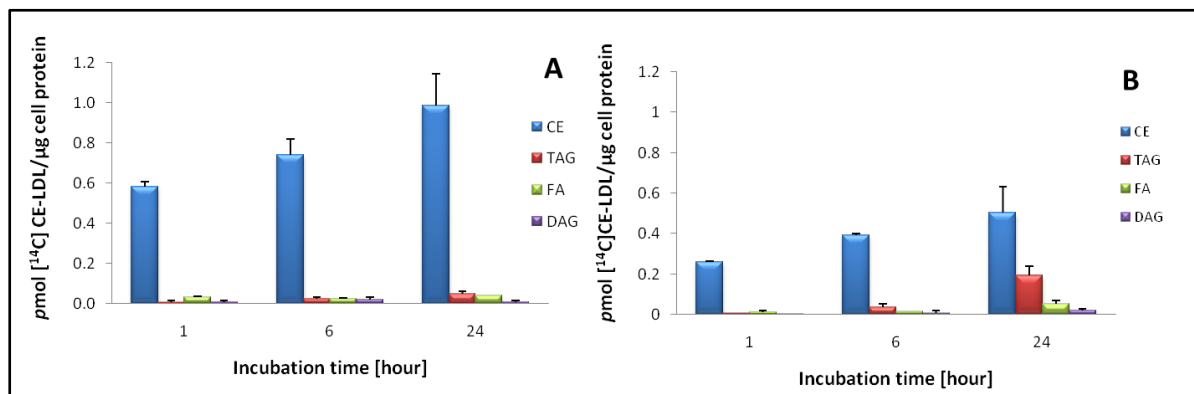 A
pmol [¹⁴C] CE-LDL/µg cell protein
1.2
1.0
0.8
0.6
0.4
0.2
0.0
CE
TAG
FA
DAG
1 6 24
Incubation time [hour]
B
pmol [¹⁴C]CE-LDL/µg cell protein
1.2
1
0.8
0.6
0.4
0.2
0
CE
TAG
FA
DAG
1 6 24
Incubation time [hour]